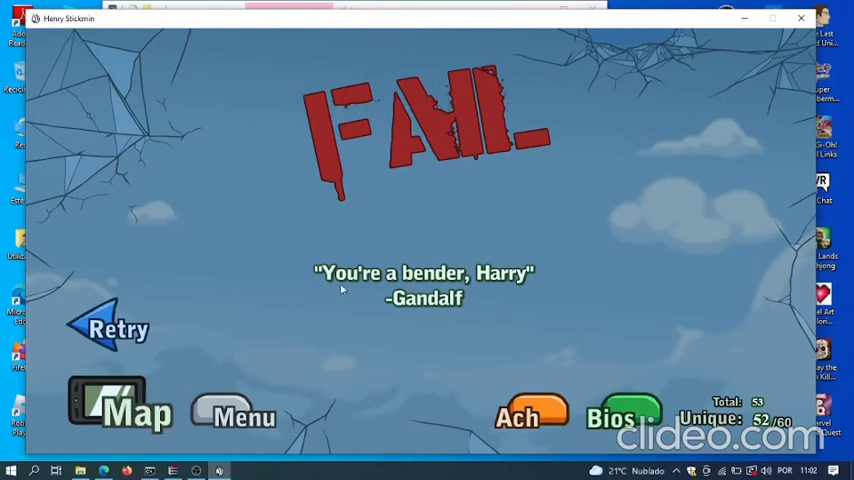 Henry Stickmin
FAIL
"You're a bender, Harry"
-Gandalf
Retry
Map
Menu
Ach
Bios
Total: 53
Unique: 52/60
clideo.com
21°C Nublado
POR
11:02